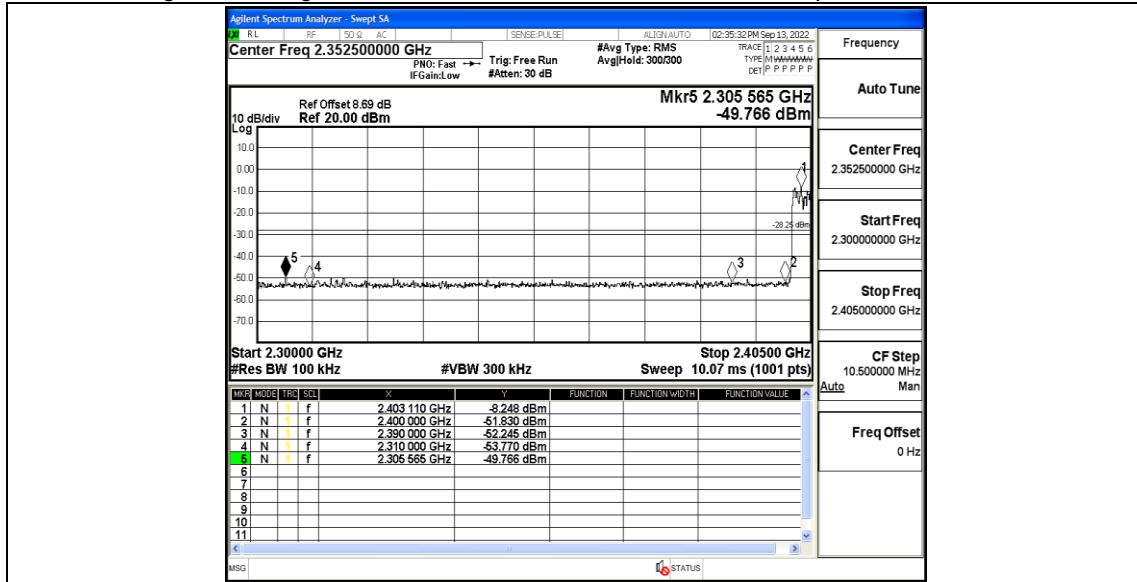 Agilent Spectrum Analyzer - Swept SA
RL RF 50 Ω AC SENSE:PULSE ALIGN AUTO 02:35:32 PM Sep 13, 2022
Center Freq 2.352500000 GHz #Avg Type: RMS TRACE 1 2 3 4 5 6
PNO: Fast Trig: Free Run Avg|Hold: 300/300 TYPE M
IFGain:Low #Atten: 30 dB DET P P P P P P
Mkr5 2.305 565 GHz
Ref Offset 8.69 dB
10 dB/div Ref 20.00 dBm -49.766 dBm
Log
10.0
0.00
1
-10.0
-20.0
-28.25 dBm
-30.0
-40.0
5 4 3 2
-50.0
-60.0
-70.0
Start 2.30000 GHz Stop 2.40500 GHz
#Res BW 100 kHz #VBW 300 kHz Sweep 10.07 ms (1001 pts)
MKR MODE TRC SCL X Y FUNCTION FUNCTION WIDTH FUNCTION VALUE
1 N 1 f 2.403 110 GHz -8.248 dBm
2 N 1 f 2.400 000 GHz -51.830 dBm
3 N 1 f 2.390 000 GHz -52.245 dBm
4 N 1 f 2.310 000 GHz -53.770 dBm
5 N 1 f 2.305 565 GHz -49.766 dBm
6
7
8
9
10
11
MSG STATUS
Frequency
Auto Tune
Center Freq
2.352500000 GHz
Start Freq
2.300000000 GHz
Stop Freq
2.405000000 GHz
CF Step
10.500000 MHz
Auto Man
Freq Offset
0 Hz